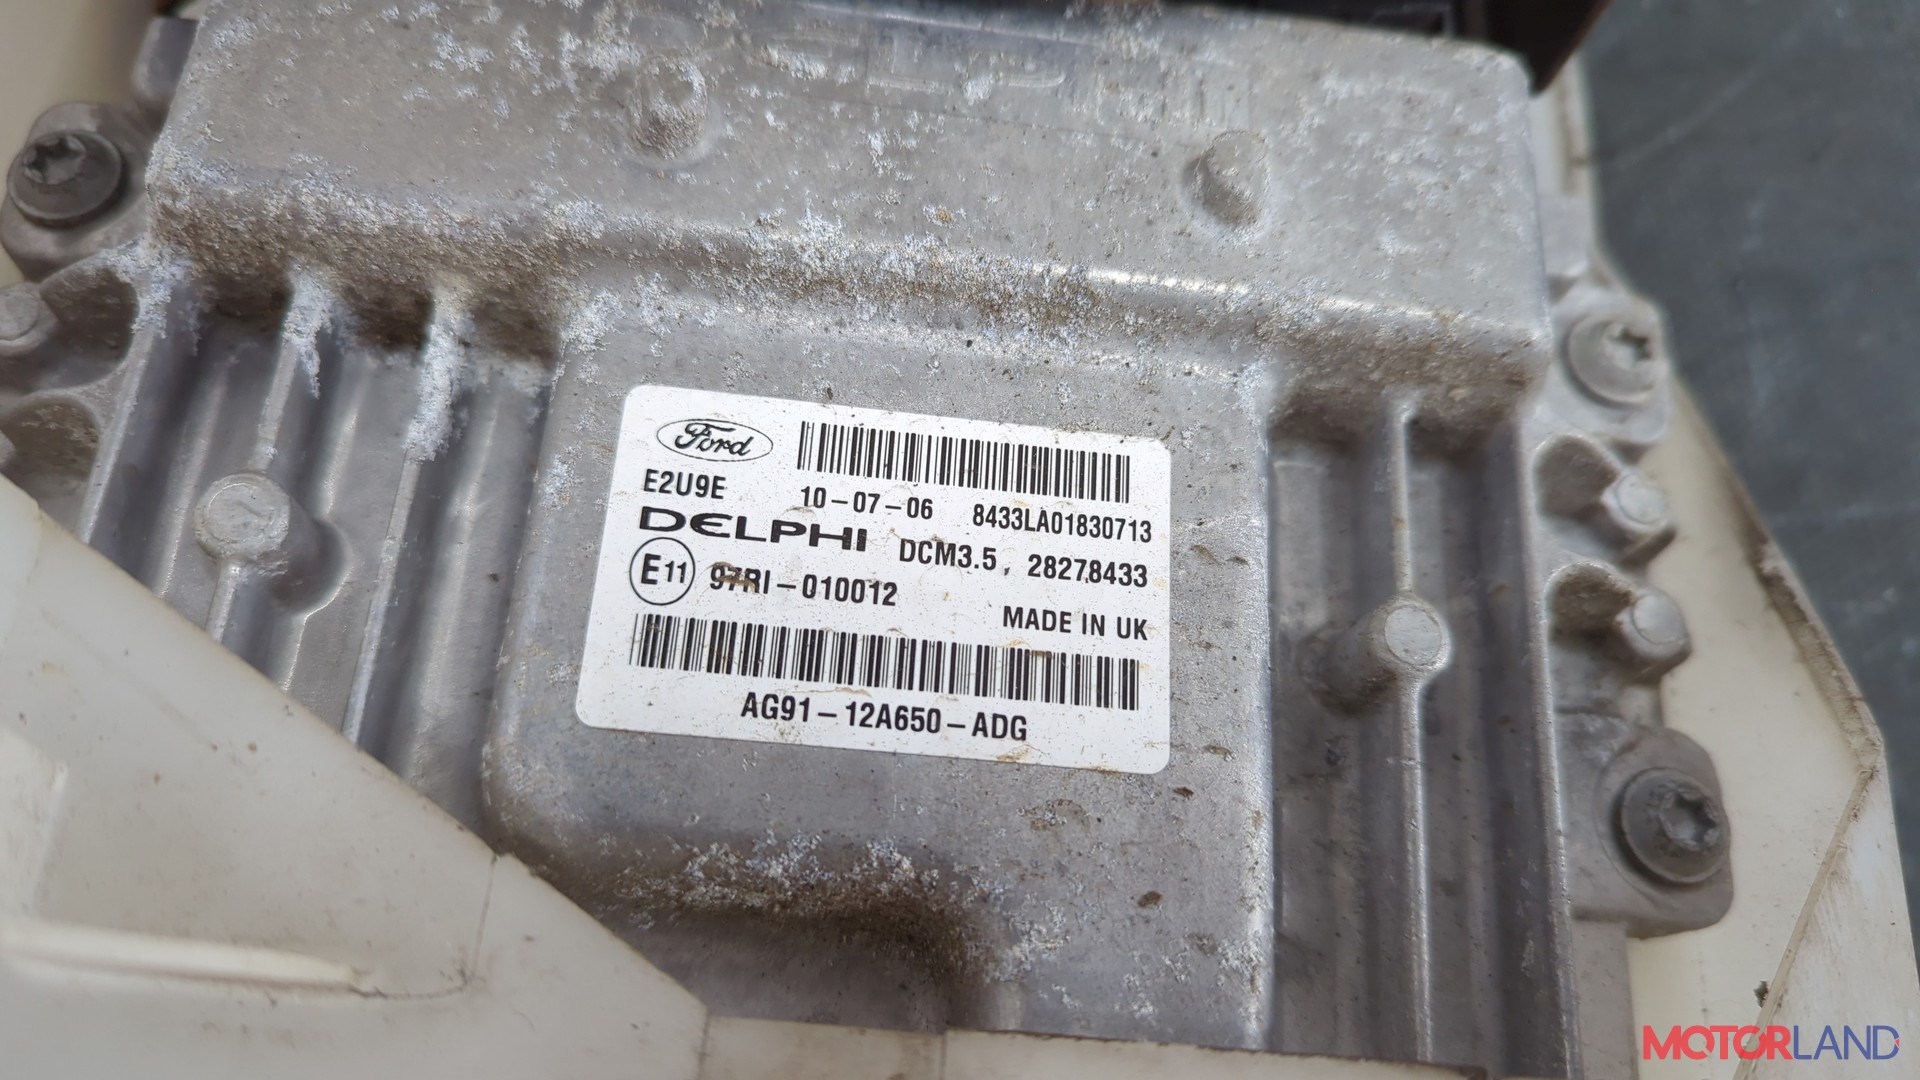 DELPHI
Ford
E2U9E 10-07-06 8433LA01830713
DELPHI DCM3.5, 28278433
E11 97RI-010012
MADE IN UK
AG91-12A650-ADG
MOTORLAND